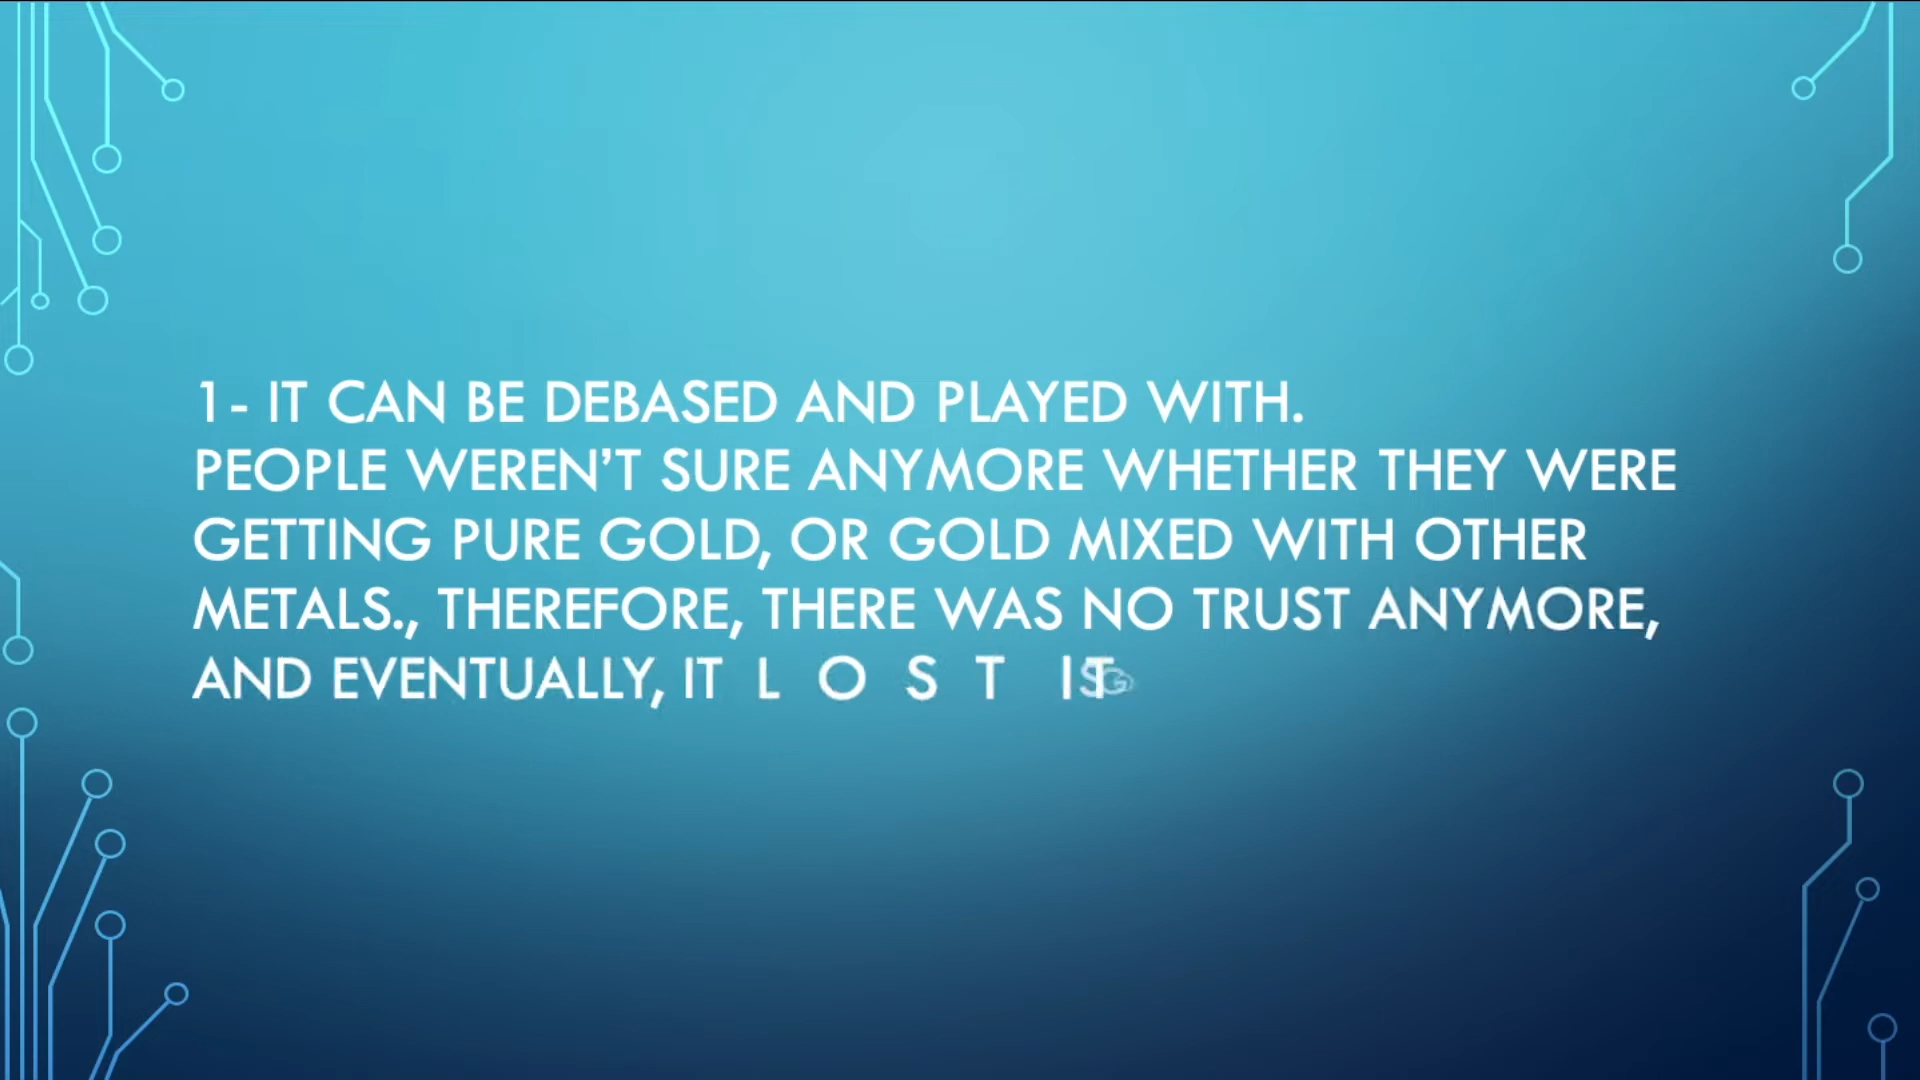 1- IT CAN BE DEBASED AND PLAYED WITH.
PEOPLE WEREN'T SURE ANYMORE WHETHER THEY WERE
GETTING PURE GOLD, OR GOLD MIXED WITH OTHER
METALS., THEREFORE, THERE WAS NO TRUST ANYMORE,
AND EVENTUALLY, IT L O S T